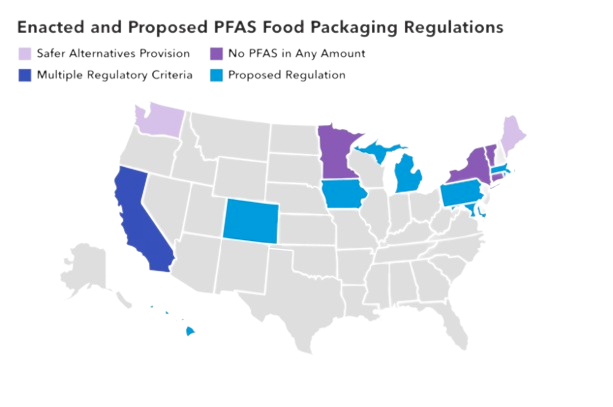 Enacted and Proposed PFAS Food Packaging Regulations
Safer Alternatives Provision No PFAS in Any Amount
Multiple Regulatory Criteria Proposed Regulation